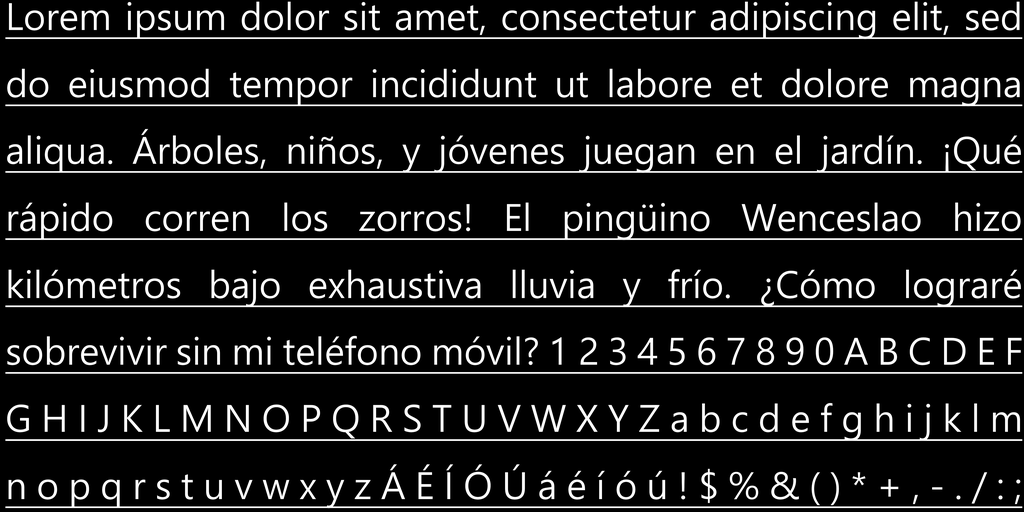 Lorem ipsum dolor sit amet, consectetur adipiscing elit, sed
do eiusmod tempor incididunt ut labore et dolore magna
aliqua. Árboles, niños, y jóvenes juegan en el jardín. ¡Qué
rápido corren los zorros! El pingüino Wenceslao hizo
kilómetros bajo exhaustiva lluvia y frío. ¿Cómo lograré
sobrevivir sin mi teléfono móvil? 1 2 3 4 5 6 7 8 9 0 A B C D E F
G H I J K L M N O P Q R S T U V W X Y Z a b c d e f g h i j k l m
n o p q r s t u v w x y z Á É Í Ó Ú á é í ó ú ! $ % & ( ) * + , - . / : ;